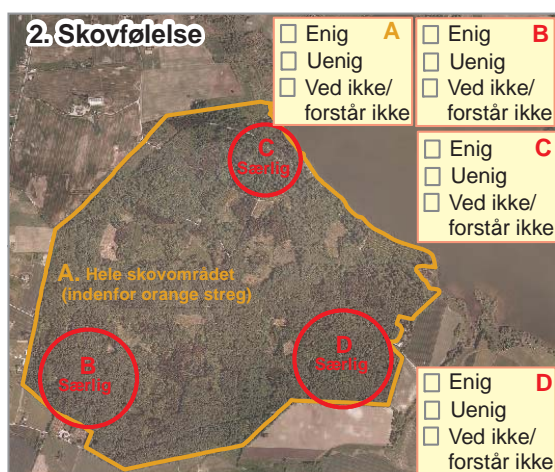 2. Skovfølelse
A
Enig
Uenig
Ved ikke/
forstår ikke
B
Enig
Uenig
Ved ikke/
forstår ikke
C
Særlig
C
Enig
Uenig
Ved ikke/
forstår ikke
A. Hele skovområdet
(indenfor orange streg)
B
Særlig
D
Særlig
D
Enig
Uenig
Ved ikke/
forstår ikke